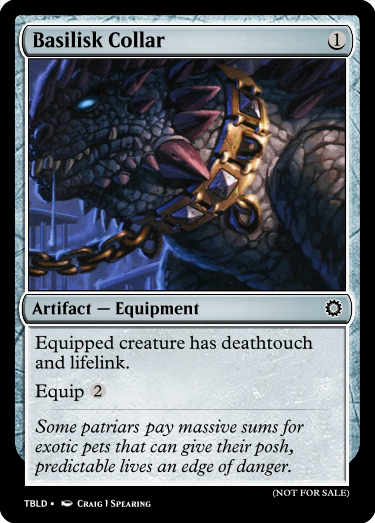 Basilisk Collar 1
Artifact — Equipment
Equipped creature has deathtouch
and lifelink.
Equip 2
Some patriars pay massive sums for
exotic pets that can give their posh,
predictable lives an edge of danger.
(NOT FOR SALE)
TBLD • Craig J Spearing